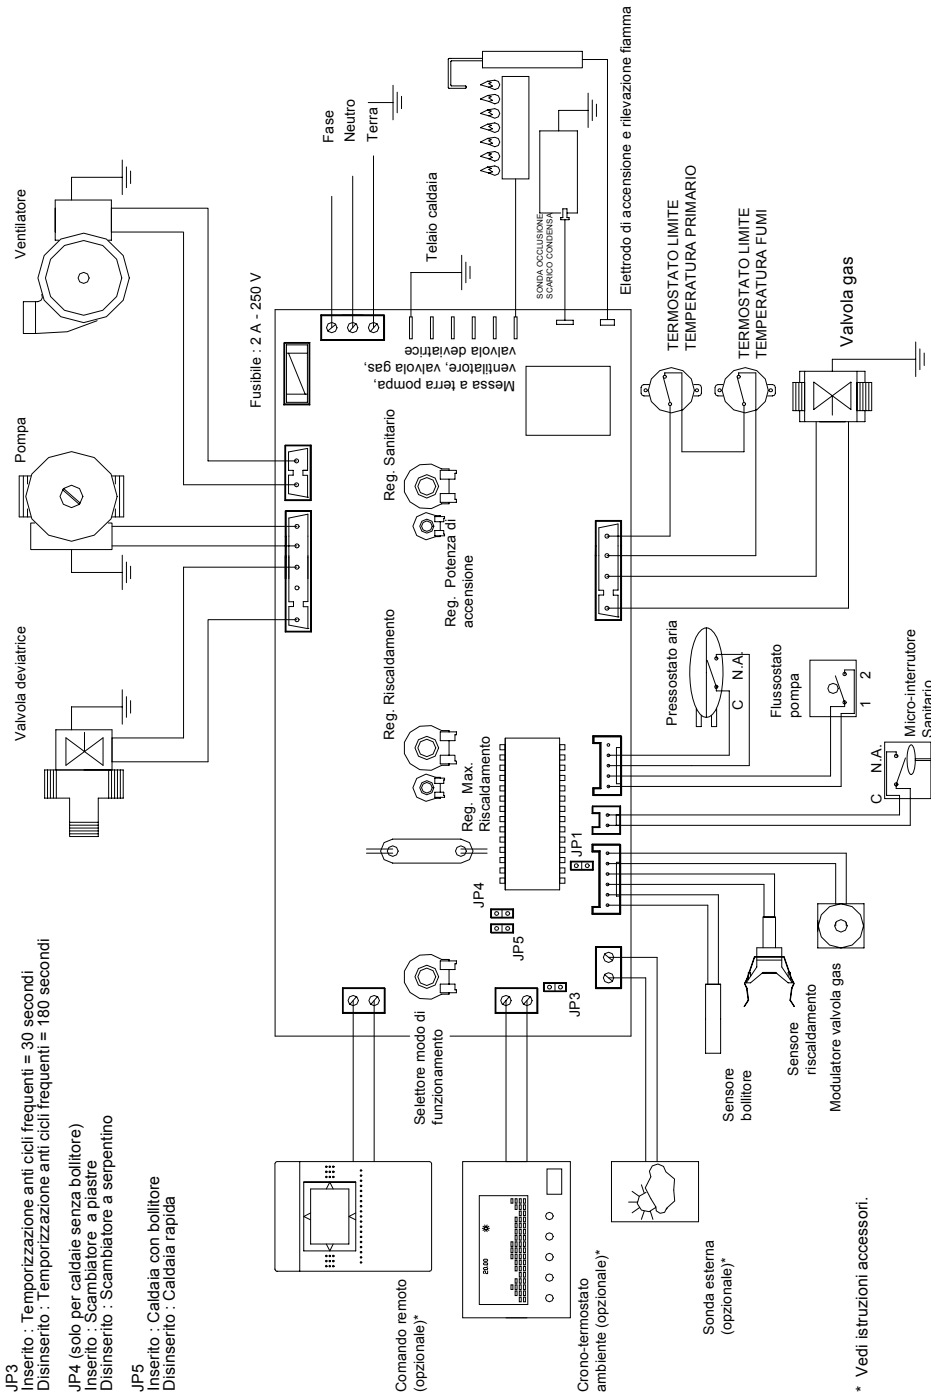 JP3
Inserito : Temporizzazione anti cicli frequenti = 30 secondi
Disinserito : Temporizzazione anti cicli frequenti = 180 secondi
JP4 (solo per caldaie senza bollitore)
Inserito : Scambiatore a piastre
Disinserito : Scambiatore a serpentino
JP5
Inserito : Caldaia con bollitore
Disinserito : Caldaia rapida
Valvola deviatrice
Pompa
Ventilatore
Fusibile : 2 A - 250 V
Fase
Neutro
Terra
Telaio caldaia
Messa a terra pompa,
ventilatore, valvola gas,
valvola deviatrice
SONDA OCCLUSIONE
SCARICO CONDENSA
Elettrodo di accensione e rilevazione fiamma
Selettore modo di
funzionamento
JP4
JP5
JP3
JP1
Reg. Max.
Riscaldamento
Reg. Riscaldamento
Reg. Potenza di
accensione
Reg. Sanitario
TERMOSTATO LIMITE
TEMPERATURA PRIMARIO
TERMOSTATO LIMITE
TEMPERATURA FUMI
Valvola gas
Pressostato aria
C
N.A.
Flussostato
pompa
1
2
Micro-interrutore
Sanitario
C
N.A.
Comando remoto
(opzionale)*
20.00
Crono-termostato
ambiente (opzionale)*
Sonda esterna
(opzionale)*
Sensore
bollitore
Sensore
riscaldamento
Modulatore valvola gas
* Vedi istruzioni accessori.